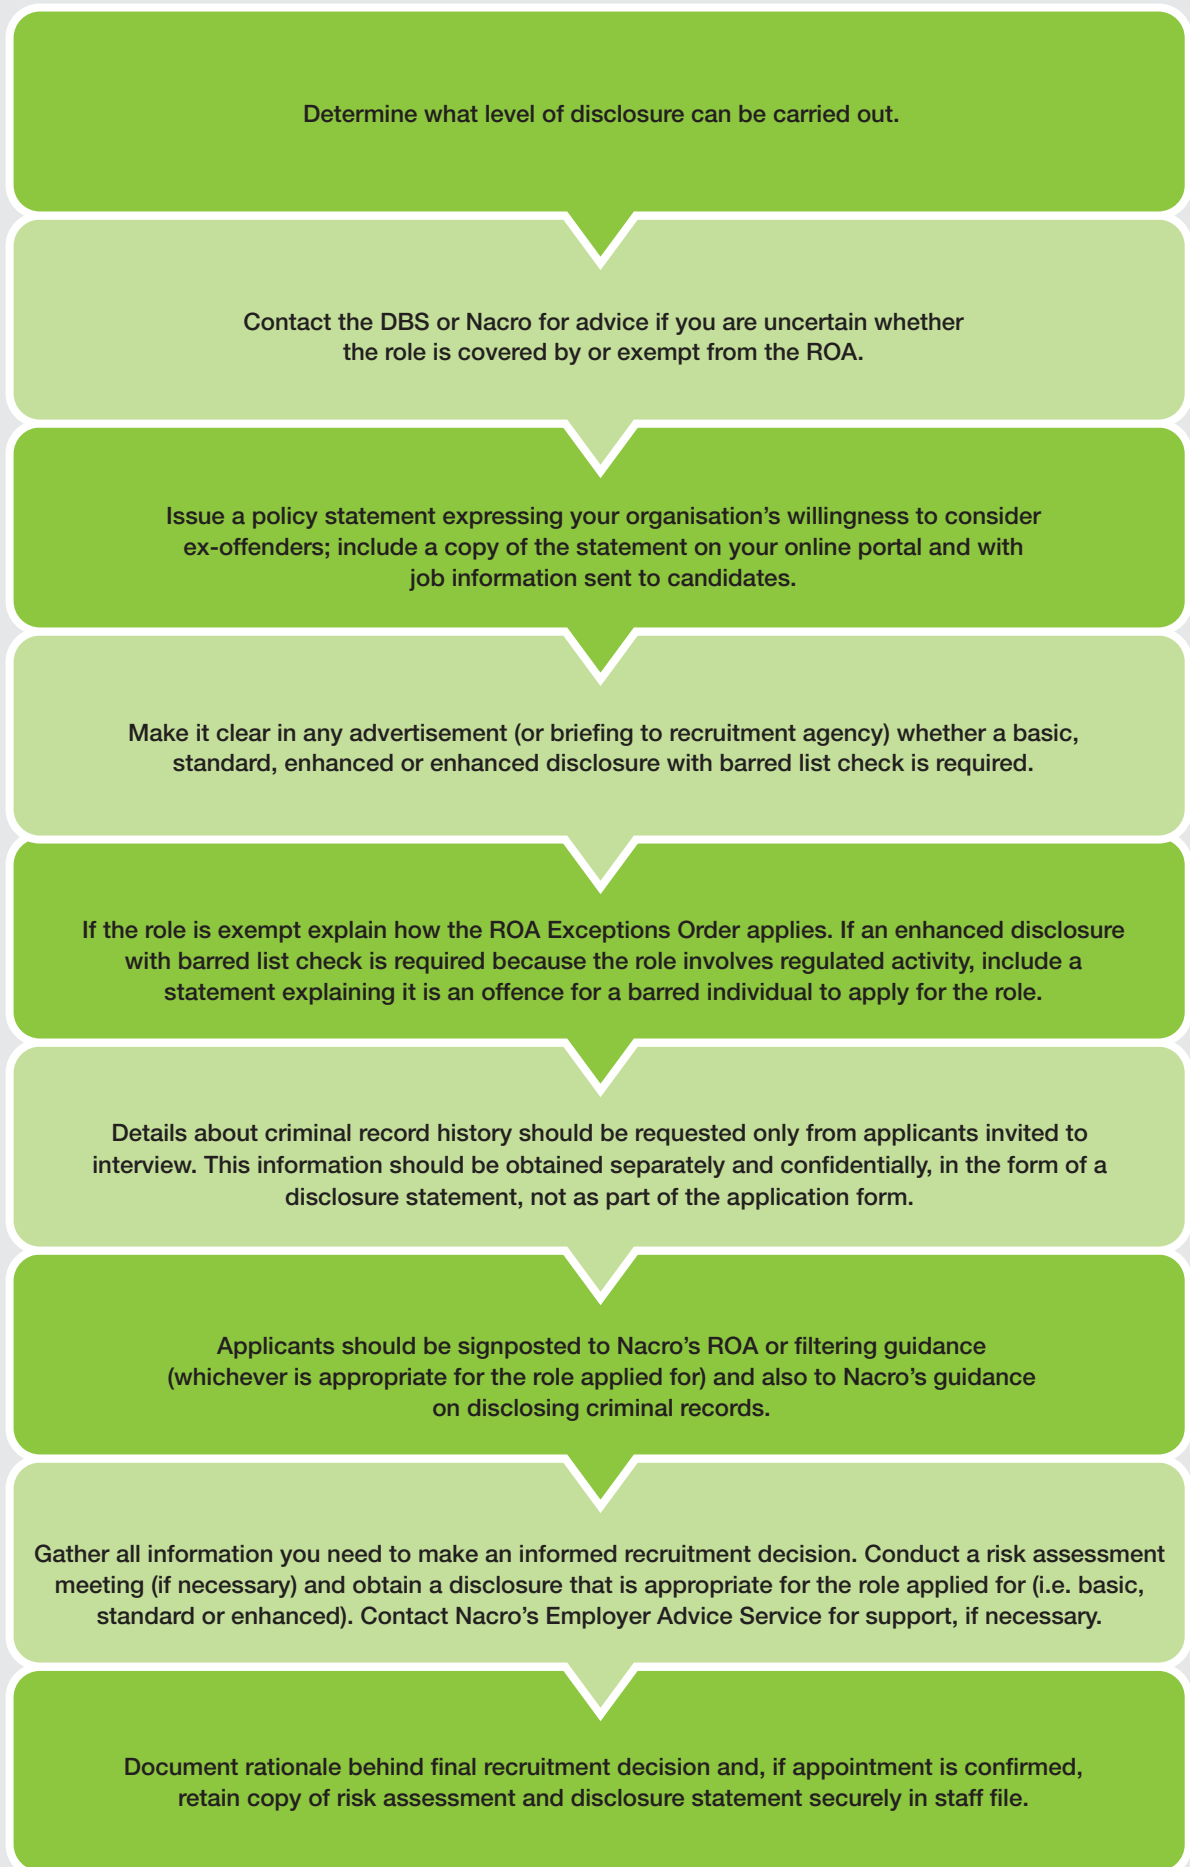 Determine what level of disclosure can be carried out.
Contact the DBS or Nacro for advice if you are uncertain whether
the role is covered by or exempt from the ROA.
Issue a policy statement expressing your organisation’s willingness to consider
ex-offenders; include a copy of the statement on your online portal and with
job information sent to candidates.
Make it clear in any advertisement (or briefing to recruitment agency) whether a basic,
standard, enhanced or enhanced disclosure with barred list check is required.
If the role is exempt explain how the ROA Exceptions Order applies. If an enhanced disclosure
with barred list check is required because the role involves regulated activity, include a
statement explaining it is an offence for a barred individual to apply for the role.
Details about criminal record history should be requested only from applicants invited to
interview. This information should be obtained separately and confidentially, in the form of a
disclosure statement, not as part of the application form.
Applicants should be signposted to Nacro’s ROA or filtering guidance
(whichever is appropriate for the role applied for) and also to Nacro’s guidance
on disclosing criminal records.
Gather all information you need to make an informed recruitment decision. Conduct a risk assessment
meeting (if necessary) and obtain a disclosure that is appropriate for the role applied for (i.e. basic,
standard or enhanced). Contact Nacro’s Employer Advice Service for support, if necessary.
Document rationale behind final recruitment decision and, if appointment is confirmed,
retain copy of risk assessment and disclosure statement securely in staff file.